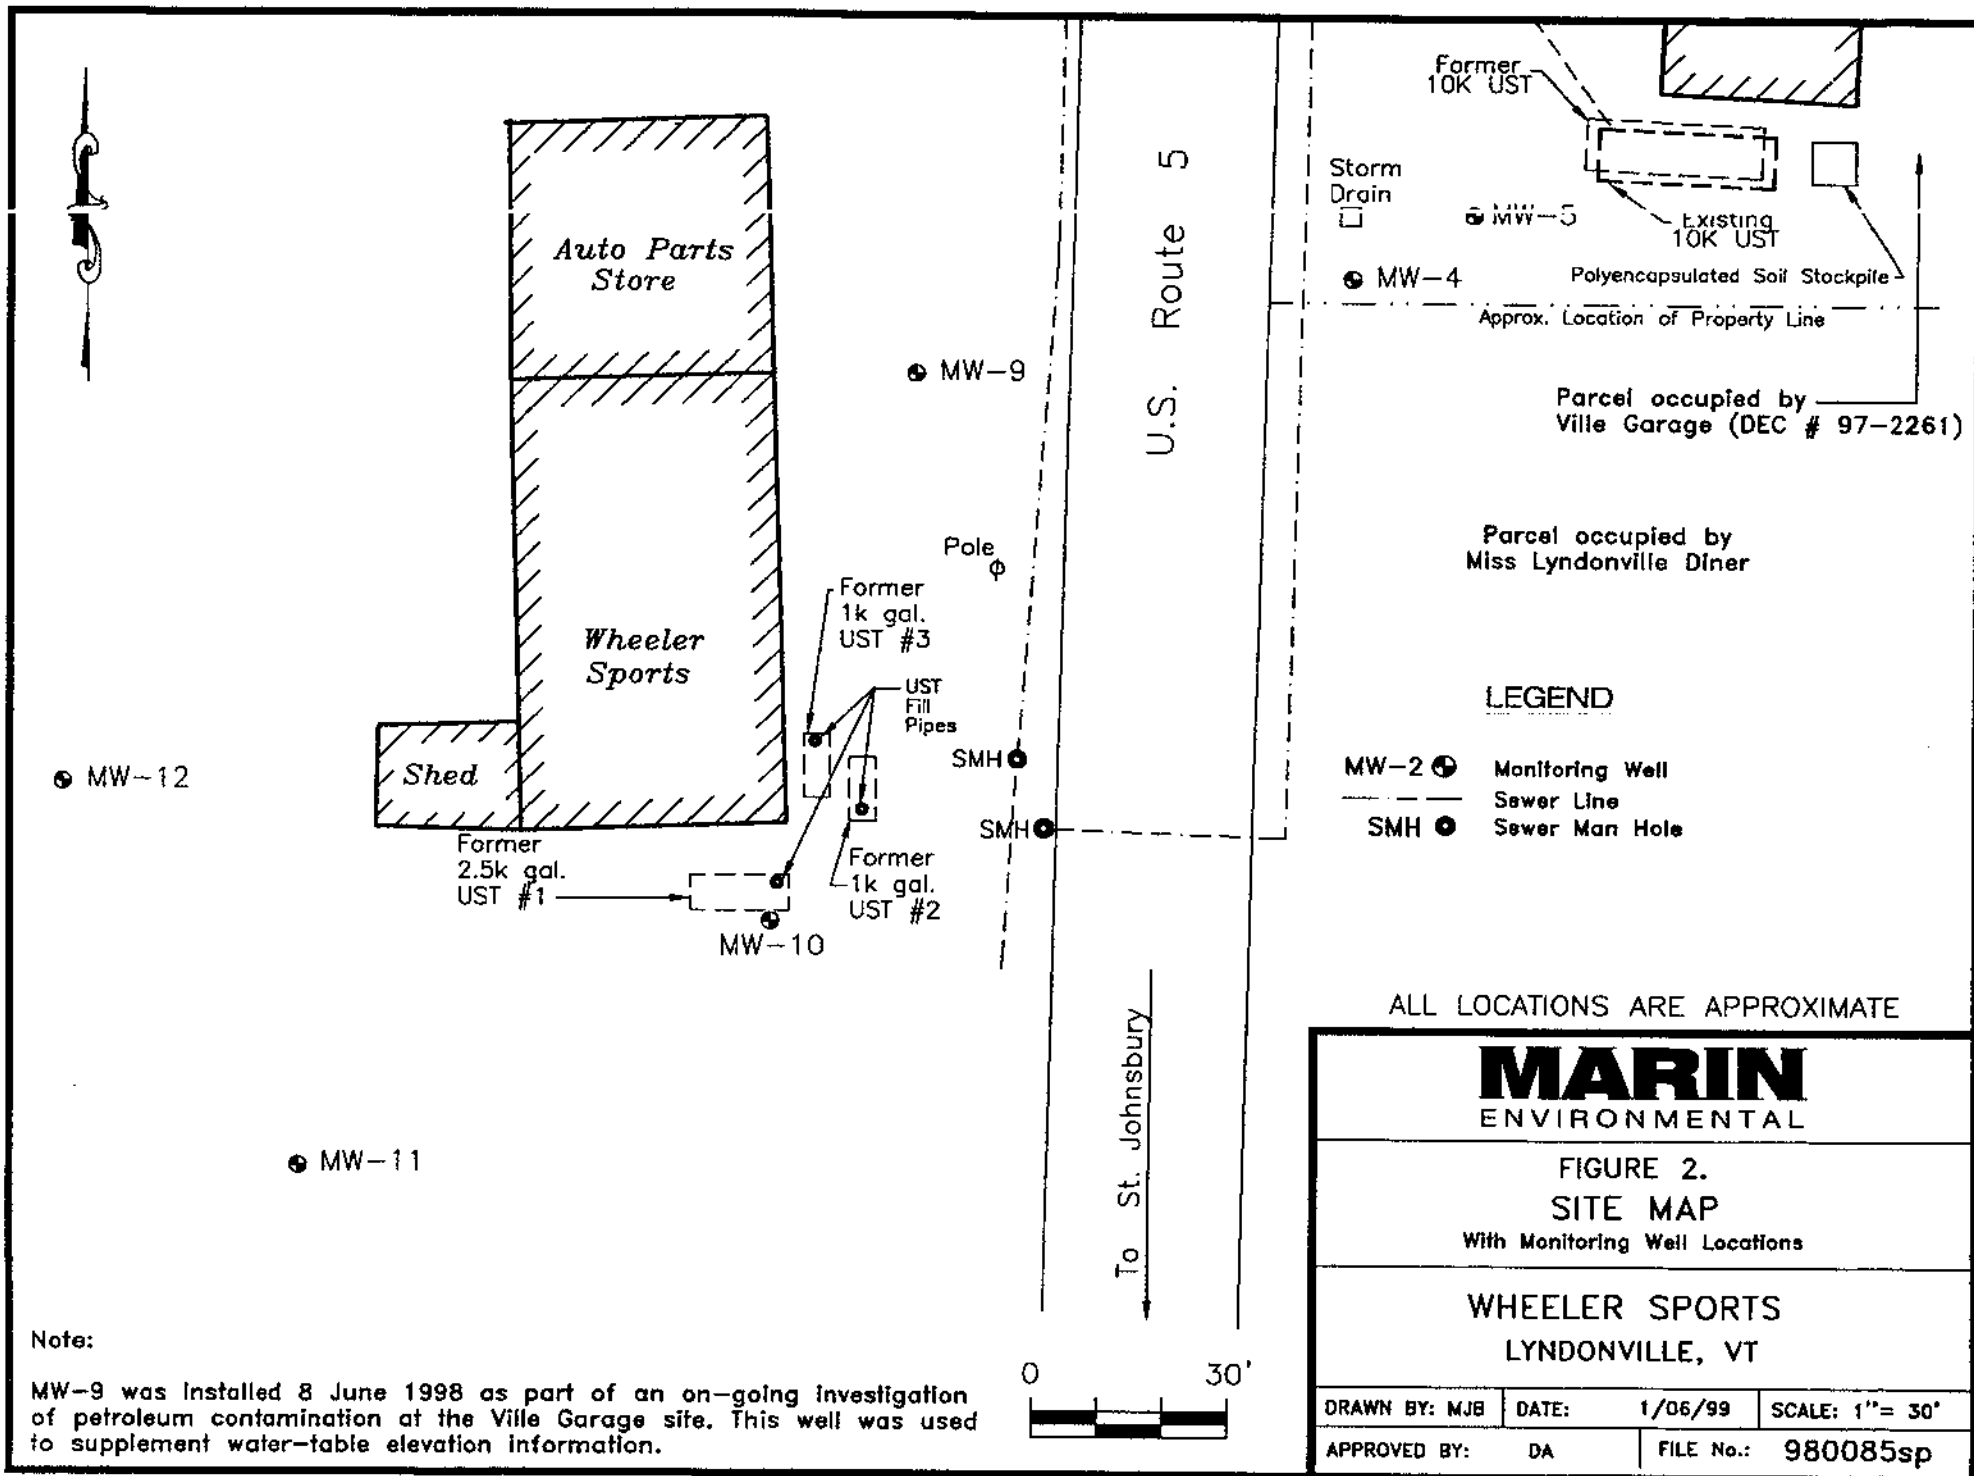 Former
10K UST
Storm
Drain
MW-5
Existing
10K UST
MW-4
Polyencapsulated Soil Stockpile
Approx. Location of Property Line
U.S. Route 5
Auto Parts
Store
MW-9
Parcel occupied by
Ville Garage (DEC # 97-2261)
Parcel occupied by
Miss Lyndonville Diner
Pole
Former
1k gal.
UST #3
Wheeler
Sports
UST
Fill
Pipes
SMH
SMH
MW-12
Shed
Former
2.5k gal.
UST #1
Former
1k gal.
UST #2
MW-10
LEGEND
MW-2 Monitoring Well
Sewer Line
SMH Sewer Man Hole
ALL LOCATIONS ARE APPROXIMATE
To St. Johnsbury
MW-11
MARIN
ENVIRONMENTAL
FIGURE 2.
SITE MAP
With Monitoring Well Locations
WHEELER SPORTS
LYNDONVILLE, VT
DRAWN BY: MJB DATE: 1/06/99 SCALE: 1"= 30'
APPROVED BY: DA FILE No.: 980085sp
0 30'
Note:
MW-9 was installed 8 June 1998 as part of an on-going investigation
of petroleum contamination at the Ville Garage site. This well was used
to supplement water-table elevation information.